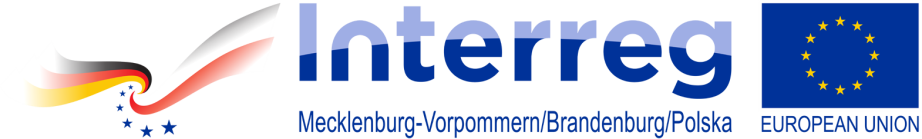 Interreg
Mecklenburg-Vorpommern/Brandenburg/Polska
EUROPEAN UNION